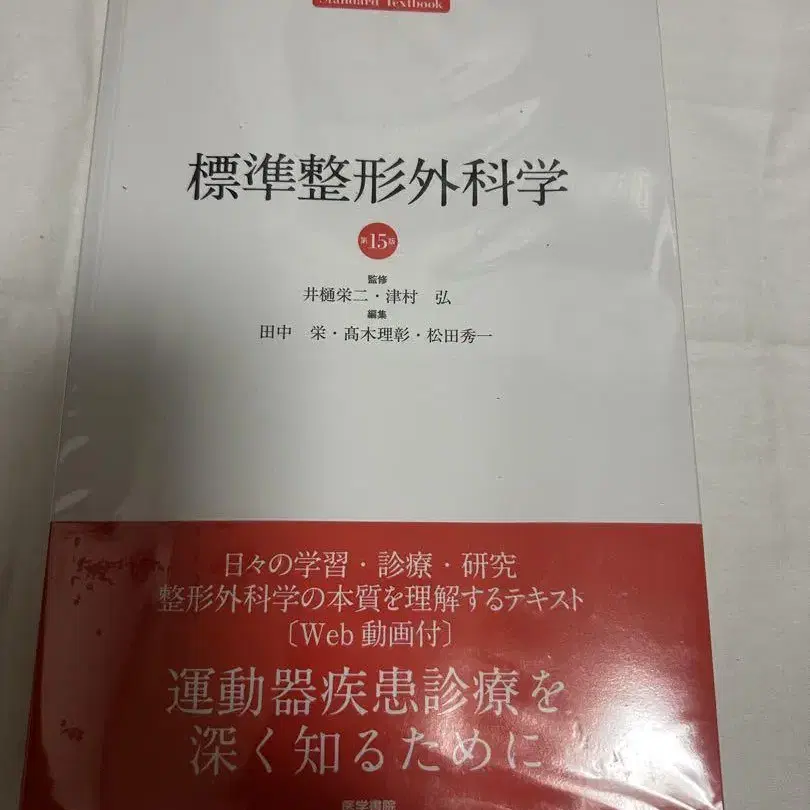 Standard Textbook
標準整形外科学
第15版
監修
井樋栄二・津村 弘
編集
田中 栄・髙木理彰・松田秀一
日々の学習・診療・研究
整形外科学の本質を理解するテキスト
〔Web動画付〕
運動器疾患診療を
深く知るために
医学書院